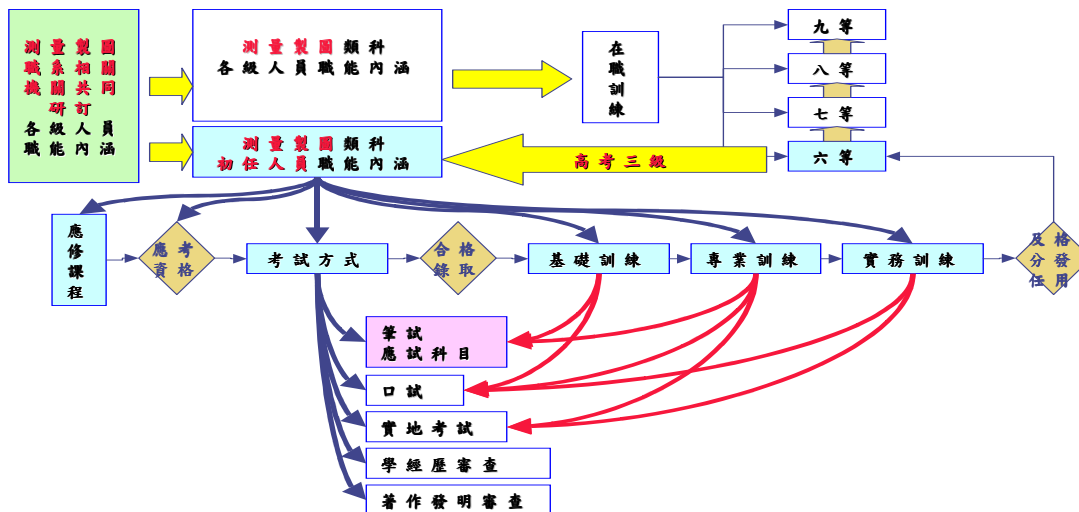 測量製圖
職系相關
機關共同
研訂
各級人員
職能內涵
測量製圖類科
各級人員職能內涵
在職訓練
九等
八等
七等
六等
測量製圖類科
初任人員職能內涵
高考三級
應修課程
應考
資格
考試方式
合格
錄取
基礎訓練
專業訓練
實務訓練
及格
分發
任用
筆試
應試科目
口試
實地考試
學經歷審查
著作發明審查